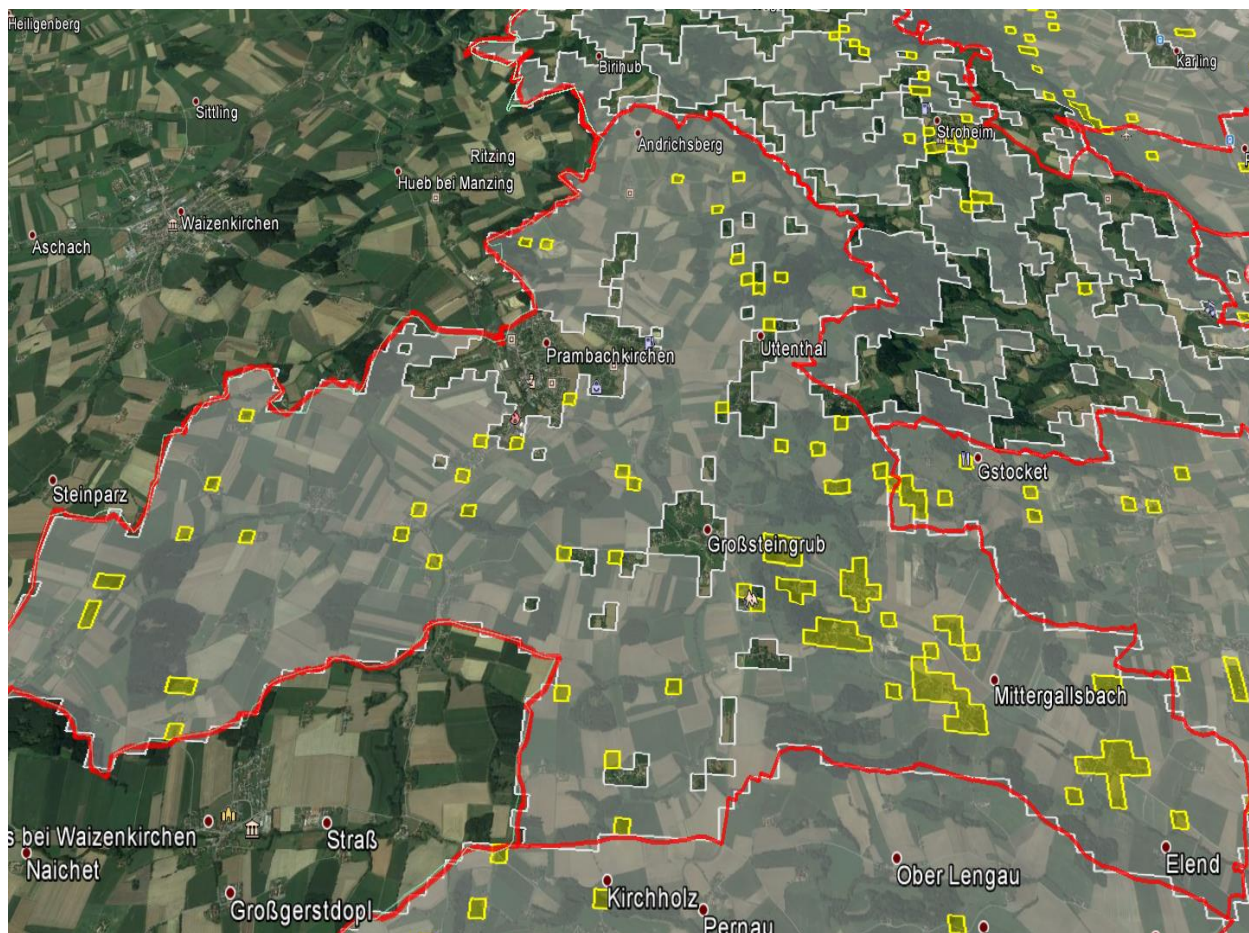 Heiligenberg
Birihub
Karling
Sittling
Stroheim
Andrichsberg
Ritzing
Hueb bei Manzing
Waizenkirchen
Aschach
Prambachkirchen
Uttenthal
Gstocket
Steinparz
Großsteingrub
Mittergallsbach
s bei Waizenkirchen
Straß
Naichet
Elend
Ober Lengau
Großgerstdopl
Kirchholz
Pernau